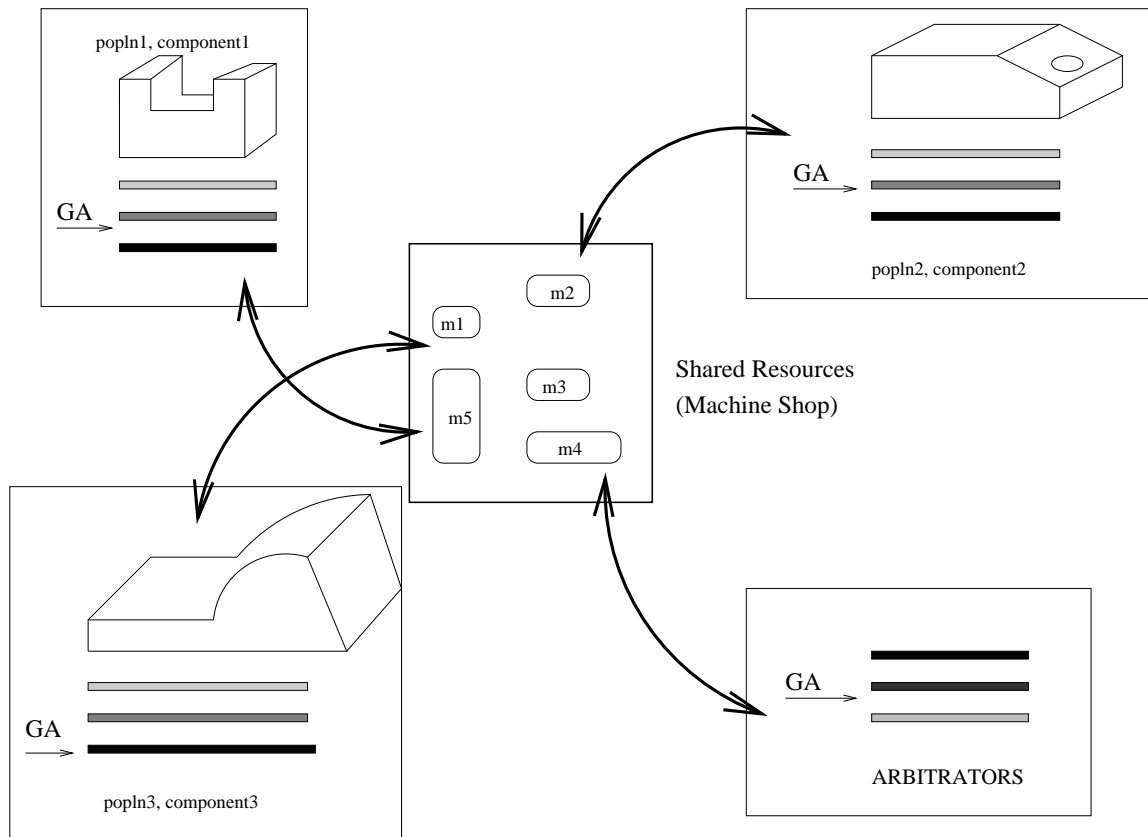 popln1, component1
GA
GA
popln2, component2
m1
m2
m3
m5
m4
Shared Resources
(Machine Shop)
GA
popln3, component3
GA
ARBITRATORS